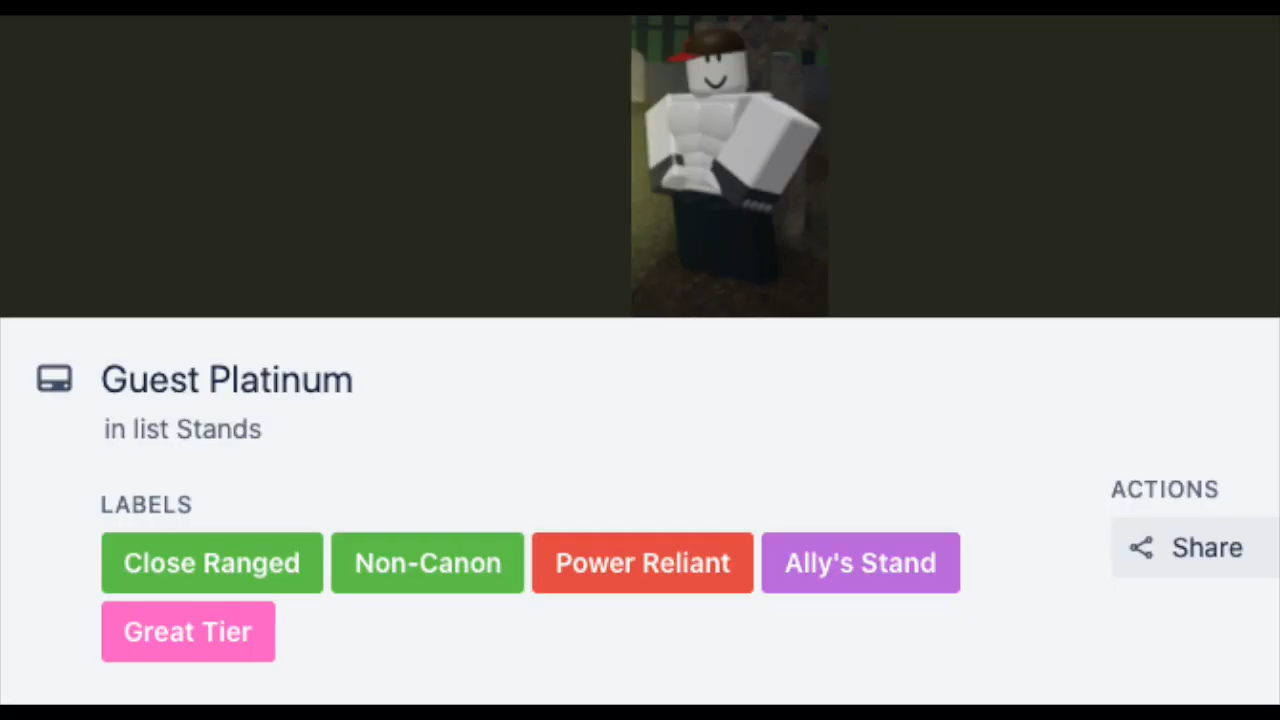 Guest Platinum
in list Stands
LABELS
ACTIONS
Close Ranged Non-Canon Power Reliant Ally's Stand
Share
Great Tier